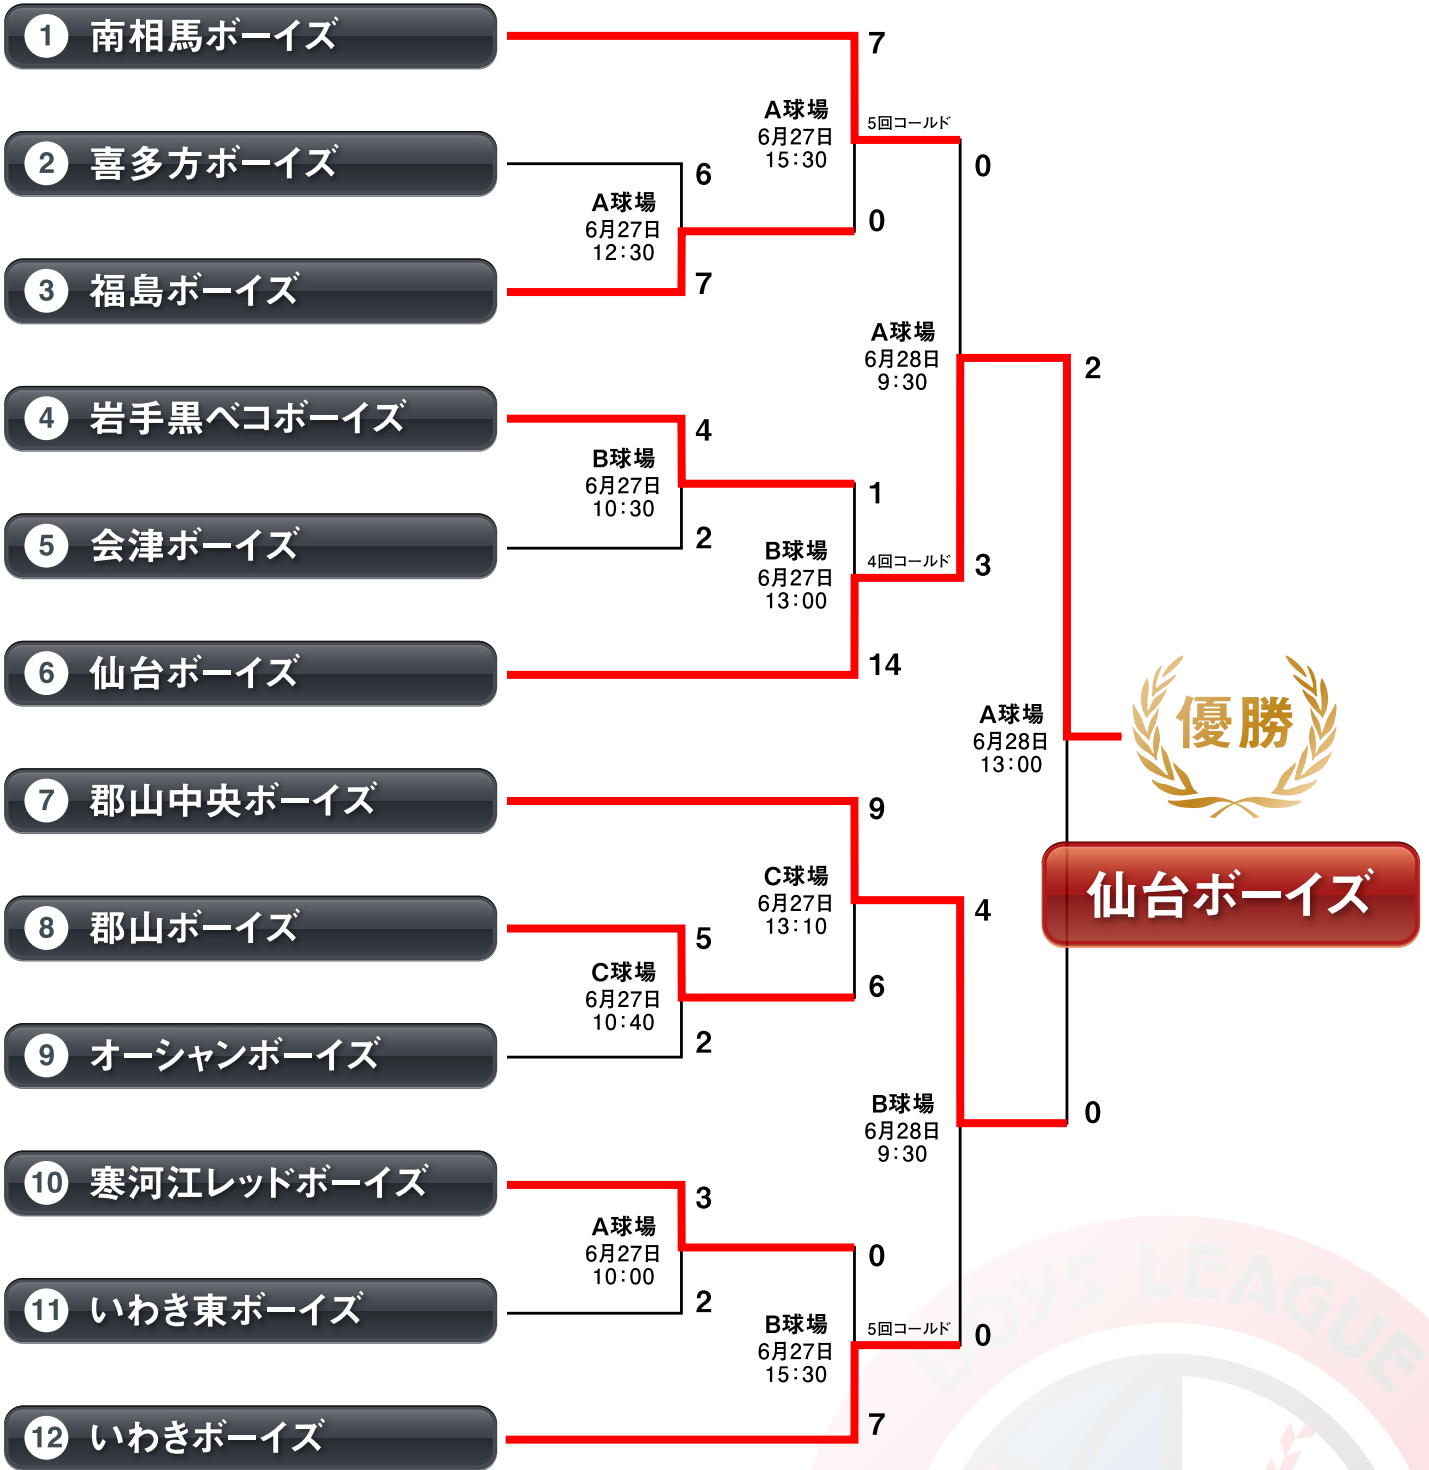 1 南相馬ボーイズ
7
A球場
6月27日
15:30
5回コールド
0
2 喜多方ボーイズ
6
A球場
6月27日
12:30
0
3 福島ボーイズ
7
A球場
6月28日
9:30
2
4 岩手黒べコボーイズ
4
B球場
6月27日
10:30
1
5 会津ボーイズ
2
B球場
6月27日
13:00
4回コールド
3
6 仙台ボーイズ
14
A球場
6月28日
13:00
優勝
仙台ボーイズ
7 郡山中央ボーイズ
9
C球場
6月27日
13:10
4
8 郡山ボーイズ
5
C球場
6月27日
10:40
6
9 オーシャンボーイズ
2
B球場
6月28日
9:30
0
10 寒河江レッドボーイズ
3
A球場
6月27日
10:00
0
11 いわき東ボーイズ
2
B球場
6月27日
15:30
5回コールド
0
12 いわきボーイズ
7
BOYS LEAGUE